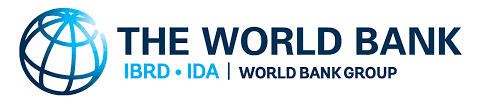 THE WORLD BANK
IBRD • IDA | WORLD BANK GROUP